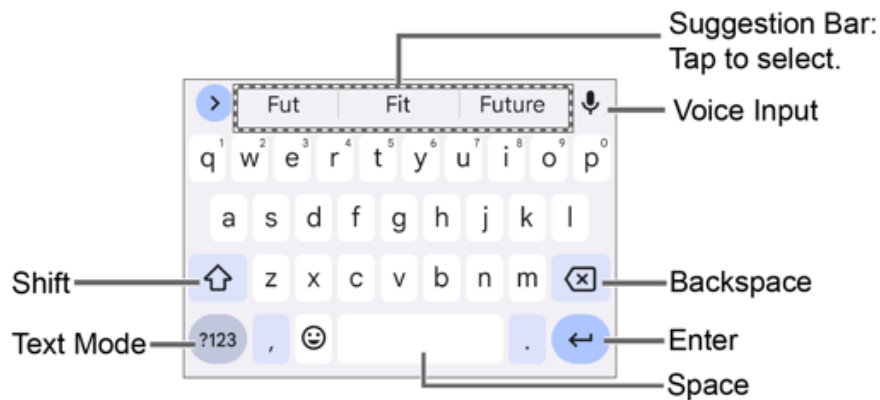 Suggestion Bar:
Tap to select.
Fut Fit Future
Voice Input
q1 w2 e3 r4 t5 y6 u7 i8 o9 p0
a s d f g h j k l
Shift
z x c v b n m
Backspace
Text Mode
?123 , .
Enter
Space